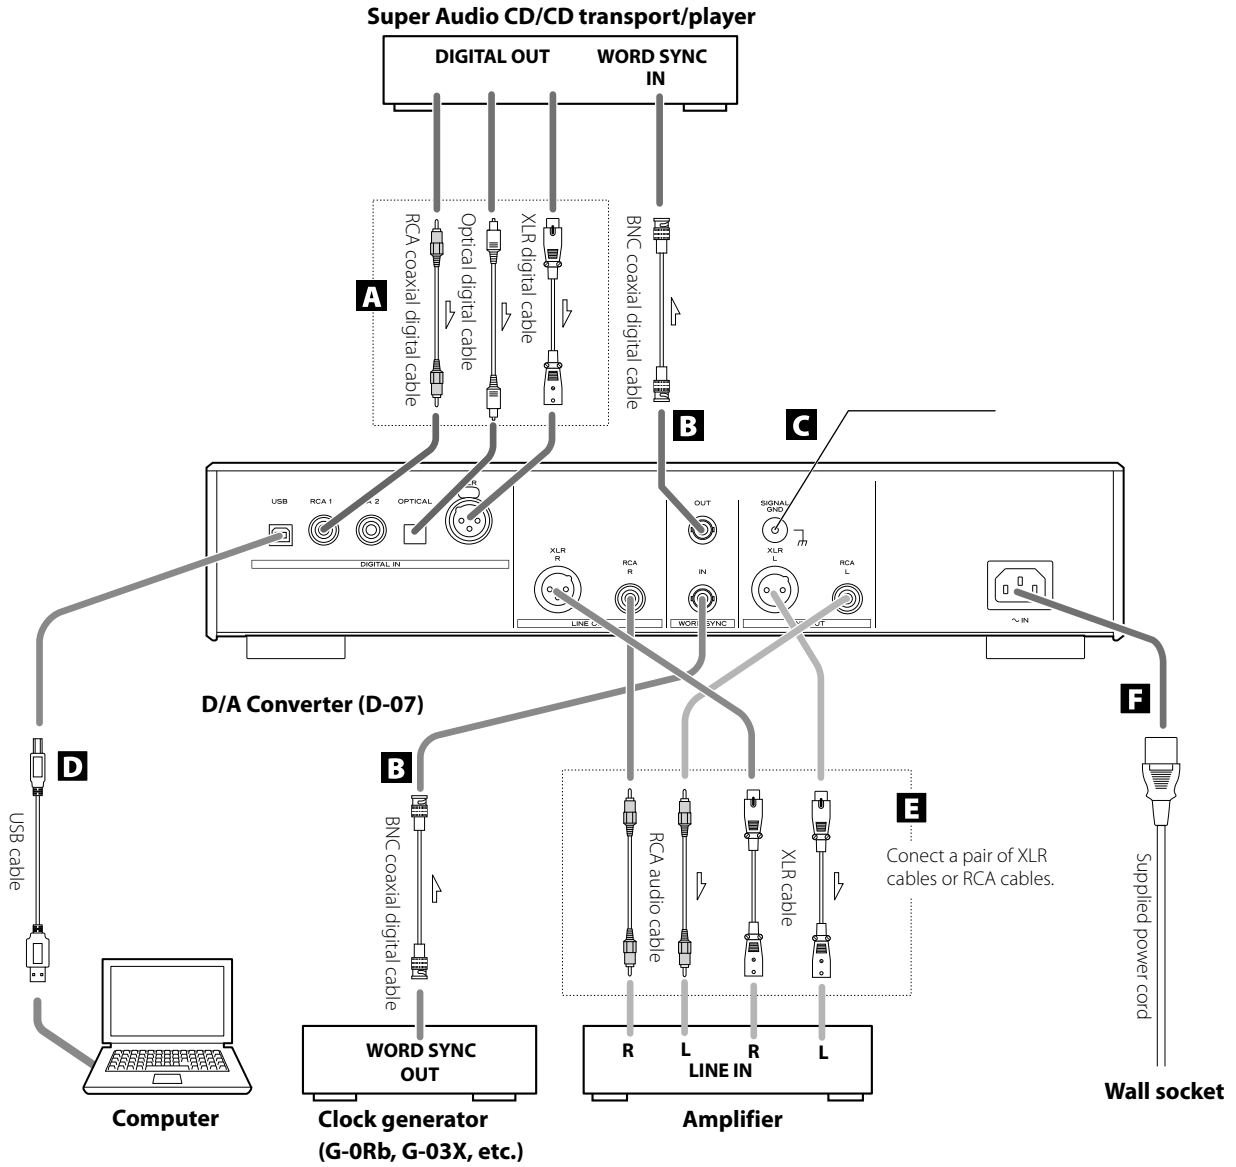 Super Audio CD/CD transport/player
DIGITAL OUT
WORD SYNC
IN
RCA coaxial digital cable
Optical digital cable
XLR digital cable
BNC coaxial digital cable
A
B
C
USB
RCA 1
A 2
OPTICAL
LR
DIGITAL IN
OUT
SIGNAL
GND
XLR
R
RCA
R
IN
XLR
L
RCA
L
LINE O
WORD SYNC
OUT
~ IN
D/A Converter (D-07)
F
D
B
E
USB cable
BNC coaxial digital cable
RCA audio cable
XLR cable
Conect a pair of XLR
cables or RCA cables.
Supplied power cord
WORD SYNC
OUT
R
L
R
L
LINE IN
Computer
Clock generator
(G-0Rb, G-03X, etc.)
Amplifier
Wall socket